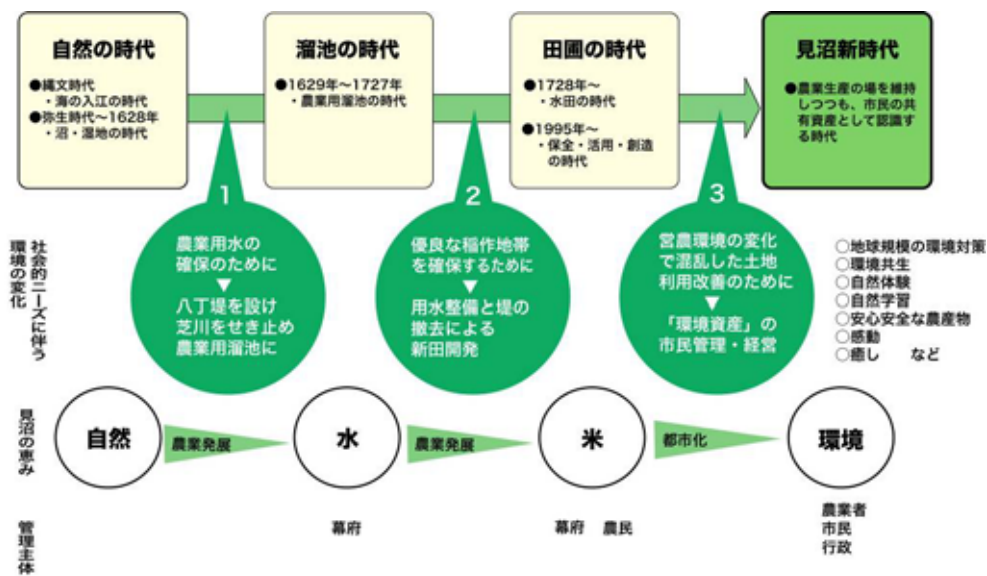 自然の時代
●縄文時代
・海の入江の時代
●弥生時代～1628年
・沼・湿地の時代
溜池の時代
●1629年～1727年
・農業用溜池の時代
田圃の時代
●1728年～
・水田の時代
●1995年～
・保全・活用・創造
の時代
見沼新時代
●農業生産の場を維持
しつつも、市民の共
有資産として認識す
る時代
社会的ニーズに伴う
環境の変化
1
農業用水の
確保のために
▼
八丁堤を設け
芝川をせき止め
農業用溜池に
2
優良な稲作地帯
を確保するために
▼
用水整備と堤の
撤去による
新田開発
3
営農環境の変化
で混乱した土地
利用改善のために
▼
「環境資産」の
市民管理・経営
○地球規模の環境対策
○環境共生
○自然体験
○自然学習
○安心安全な農産物
○感動
○癒し　など
見沼の恵み
自然
農業発展
水
農業発展
米
都市化
環境
管理主体
幕府
幕府　農民
農業者
市民
行政